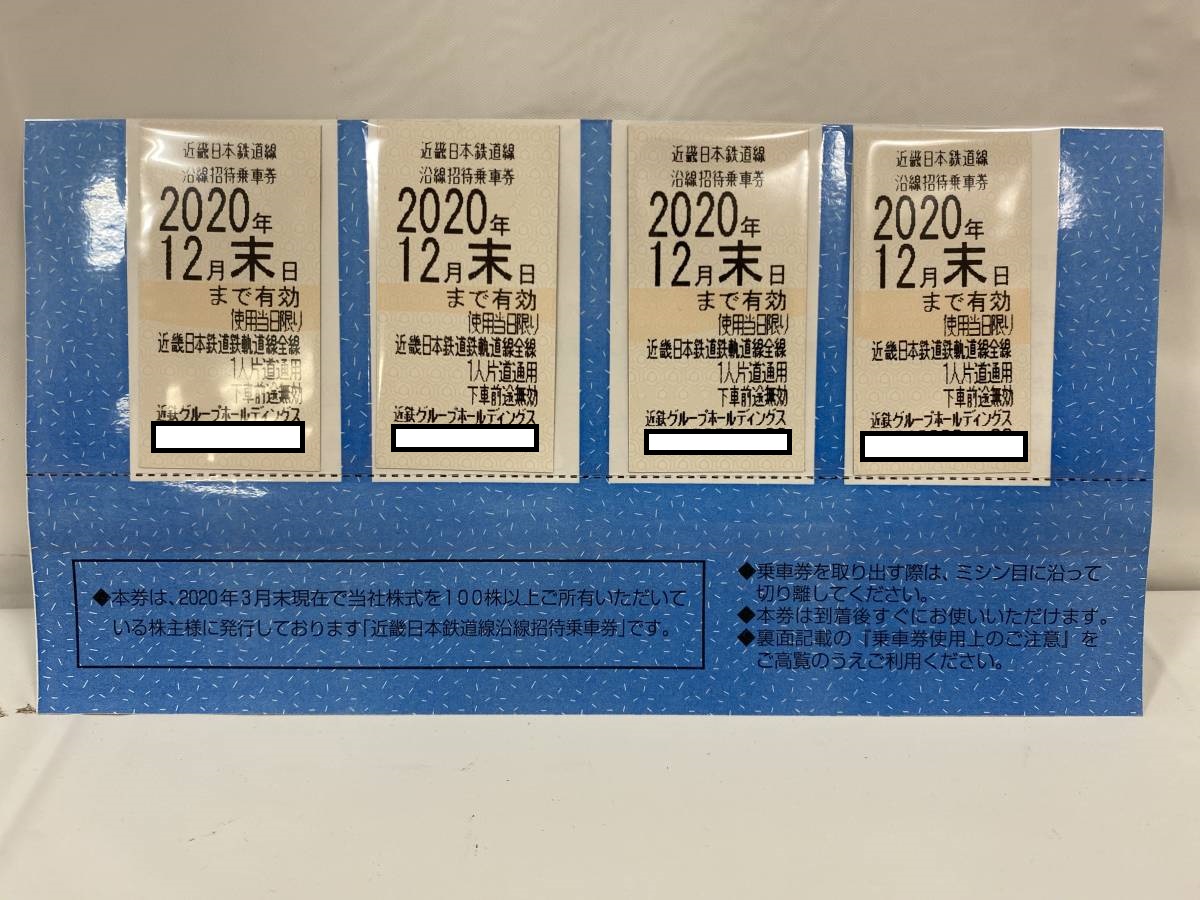 近畿日本鉄道線
沿線招待乗車券
2020年
12月末日
まで有効
使用当日限り
近畿日本鉄道鉄軌道線全線
1人片道通用
下車前途無効
近鉄グループホールディングス
近畿日本鉄道線
沿線招待乗車券
2020年
12月末日
まで有効
使用当日限り
近畿日本鉄道鉄軌道線全線
1人片道通用
下車前途無効
近鉄グループホールディングス
近畿日本鉄道線
沿線招待乗車券
2020年
12月末日
まで有効
使用当日限り
近畿日本鉄道鉄軌道線全線
1人片道通用
下車前途無効
近鉄グループホールディングス
近畿日本鉄道線
沿線招待乗車券
2020年
12月末日
まで有効
使用当日限り
近畿日本鉄道鉄軌道線全線
1人片道通用
下車前途無効
近鉄グループホールディングス
◆本券は、2020年3月末現在で当社株式を100株以上ご所有いただいて
いる株主様に発行しております「近畿日本鉄道線沿線招待乗車券」です。
◆乗車券を取り出す際は、ミシン目に沿って
切り離してください。
◆本券は到着後すぐにお使いいただけます。
◆裏面記載の『乗車券使用上のご注意』を
ご高覧のうえご利用ください。